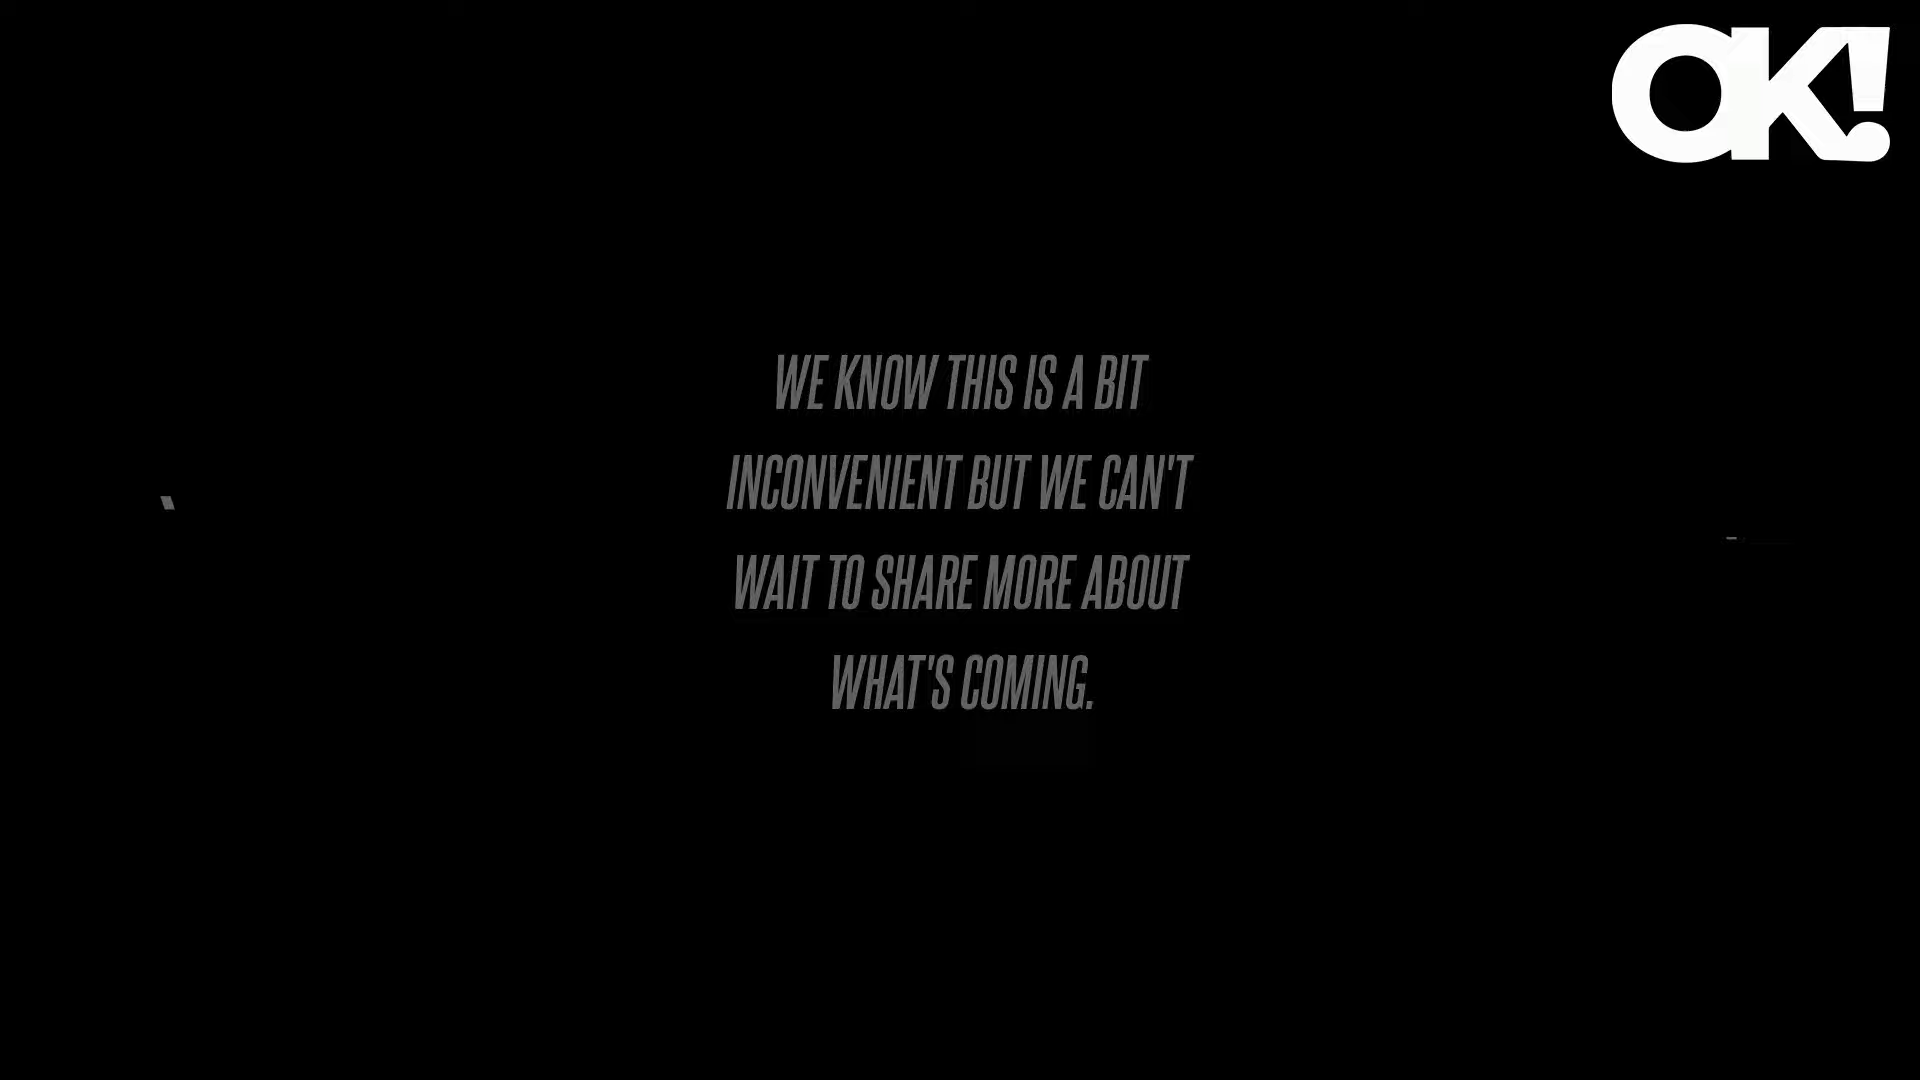 OK!
WE KNOW THIS IS A BIT
INCONVENIENT BUT WE CAN'T
WAIT TO SHARE MORE ABOUT
WHAT'S COMING.